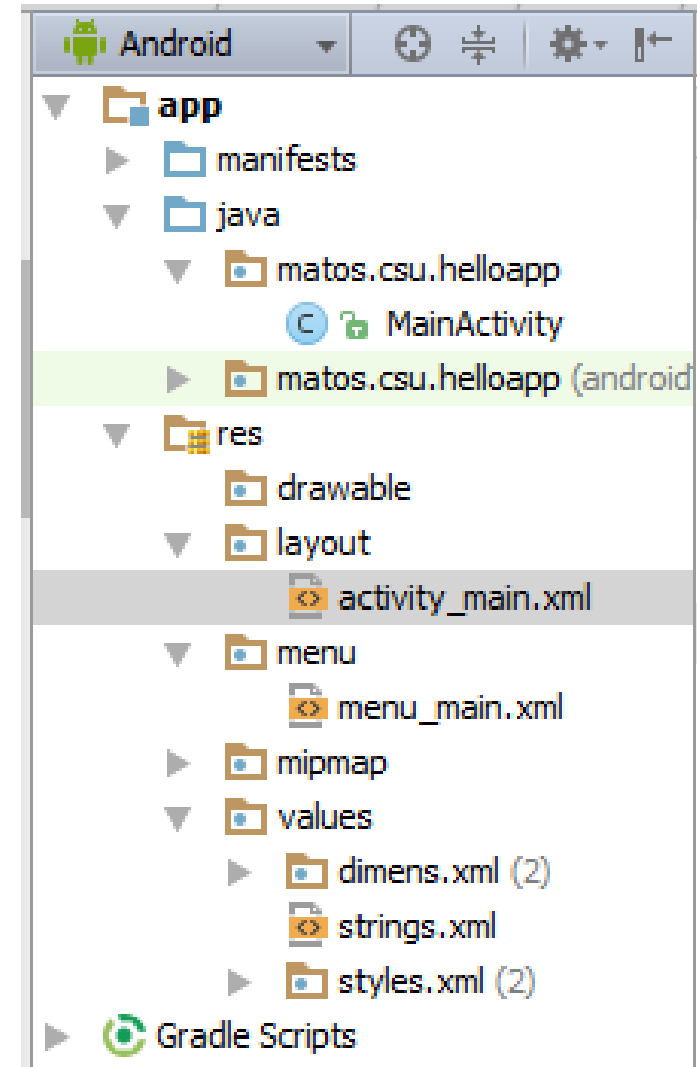 Android
app
manifests
java
matos.csu.helloapp
C MainActivity
matos.csu.helloapp (android
res
drawable
layout
activity_main.xml
menu
menu_main.xml
mipmap
values
dimens.xml (2)
strings.xml
styles.xml (2)
Gradle Scripts